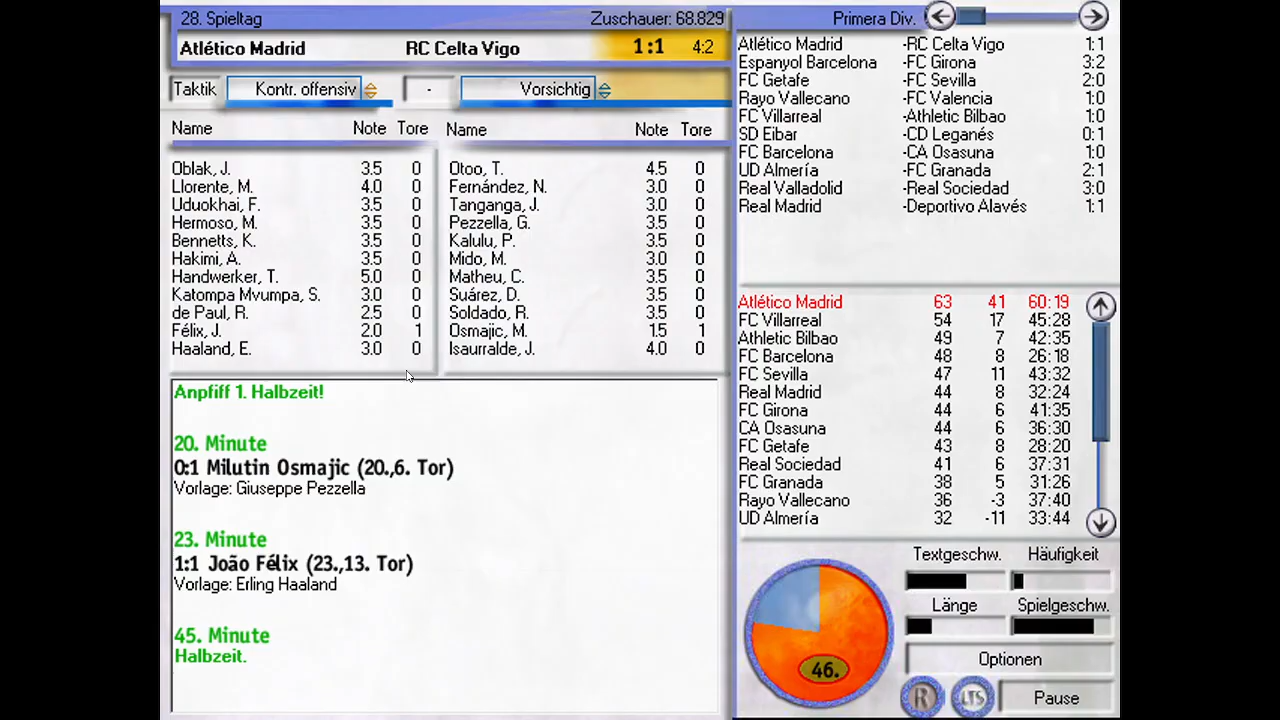 28. Spieltag Zuschauer: 68.829
Atlético Madrid RC Celta Vigo 1:1 4:2
Taktik Kontr. offensiv - Vorsichtig
Name Note Tore Name Note Tore
Oblak, J. 3.5 0 Otoo, T. 4.5 0
Llorente, M. 4.0 0 Fernández, N. 3.0 0
Uduokhai, F. 3.5 0 Tanganga, J. 3.0 0
Hermoso, M. 3.5 0 Pezzella, G. 3.5 0
Bennetts, K. 3.5 0 Kalulu, P. 3.5 0
Hakimi, A. 3.5 0 Mido, M. 3.0 0
Handwerker, T. 5.0 0 Matheu, C. 3.5 0
Katompa Mvumpa, S. 3.0 0 Suárez, D. 3.5 0
de Paul, R. 2.5 0 Soldado, R. 3.5 0
Félix, J. 2.0 1 Osmajic, M. 1.5 1
Haaland, E. 3.0 0 Isaurralde, J. 4.0 0
Anpfiff 1. Halbzeit!
20. Minute
0:1 Milutin Osmajic (20.,6. Tor)
Vorlage: Giuseppe Pezzella
23. Minute
1:1 João Félix (23.,13. Tor)
Vorlage: Erling Haaland
45. Minute
Halbzeit.
Primera Div.
Atlético Madrid -RC Celta Vigo 1:1
Espanyol Barcelona -FC Girona 3:2
FC Getafe -FC Sevilla 2:0
Rayo Vallecano -FC Valencia 1:0
FC Villarreal -Athletic Bilbao 1:0
SD Eibar -CD Leganés 0:1
FC Barcelona -CA Osasuna 1:0
UD Almería -FC Granada 2:1
Real Valladolid -Real Sociedad 3:0
Real Madrid -Deportivo Alavés 1:1
Atlético Madrid 63 41 60:19
FC Villarreal 54 17 45:28
Athletic Bilbao 49 7 42:35
FC Barcelona 48 8 26:18
FC Sevilla 47 11 43:32
Real Madrid 44 8 32:24
FC Girona 44 6 41:35
CA Osasuna 44 6 36:30
FC Getafe 43 8 28:20
Real Sociedad 41 6 37:31
FC Granada 38 5 31:26
Rayo Vallecano 36 -3 37:40
UD Almería 32 -11 33:44
Textgeschw. Häufigkeit
Länge Spielgeschw.
46.
Optionen
R LTS Pause